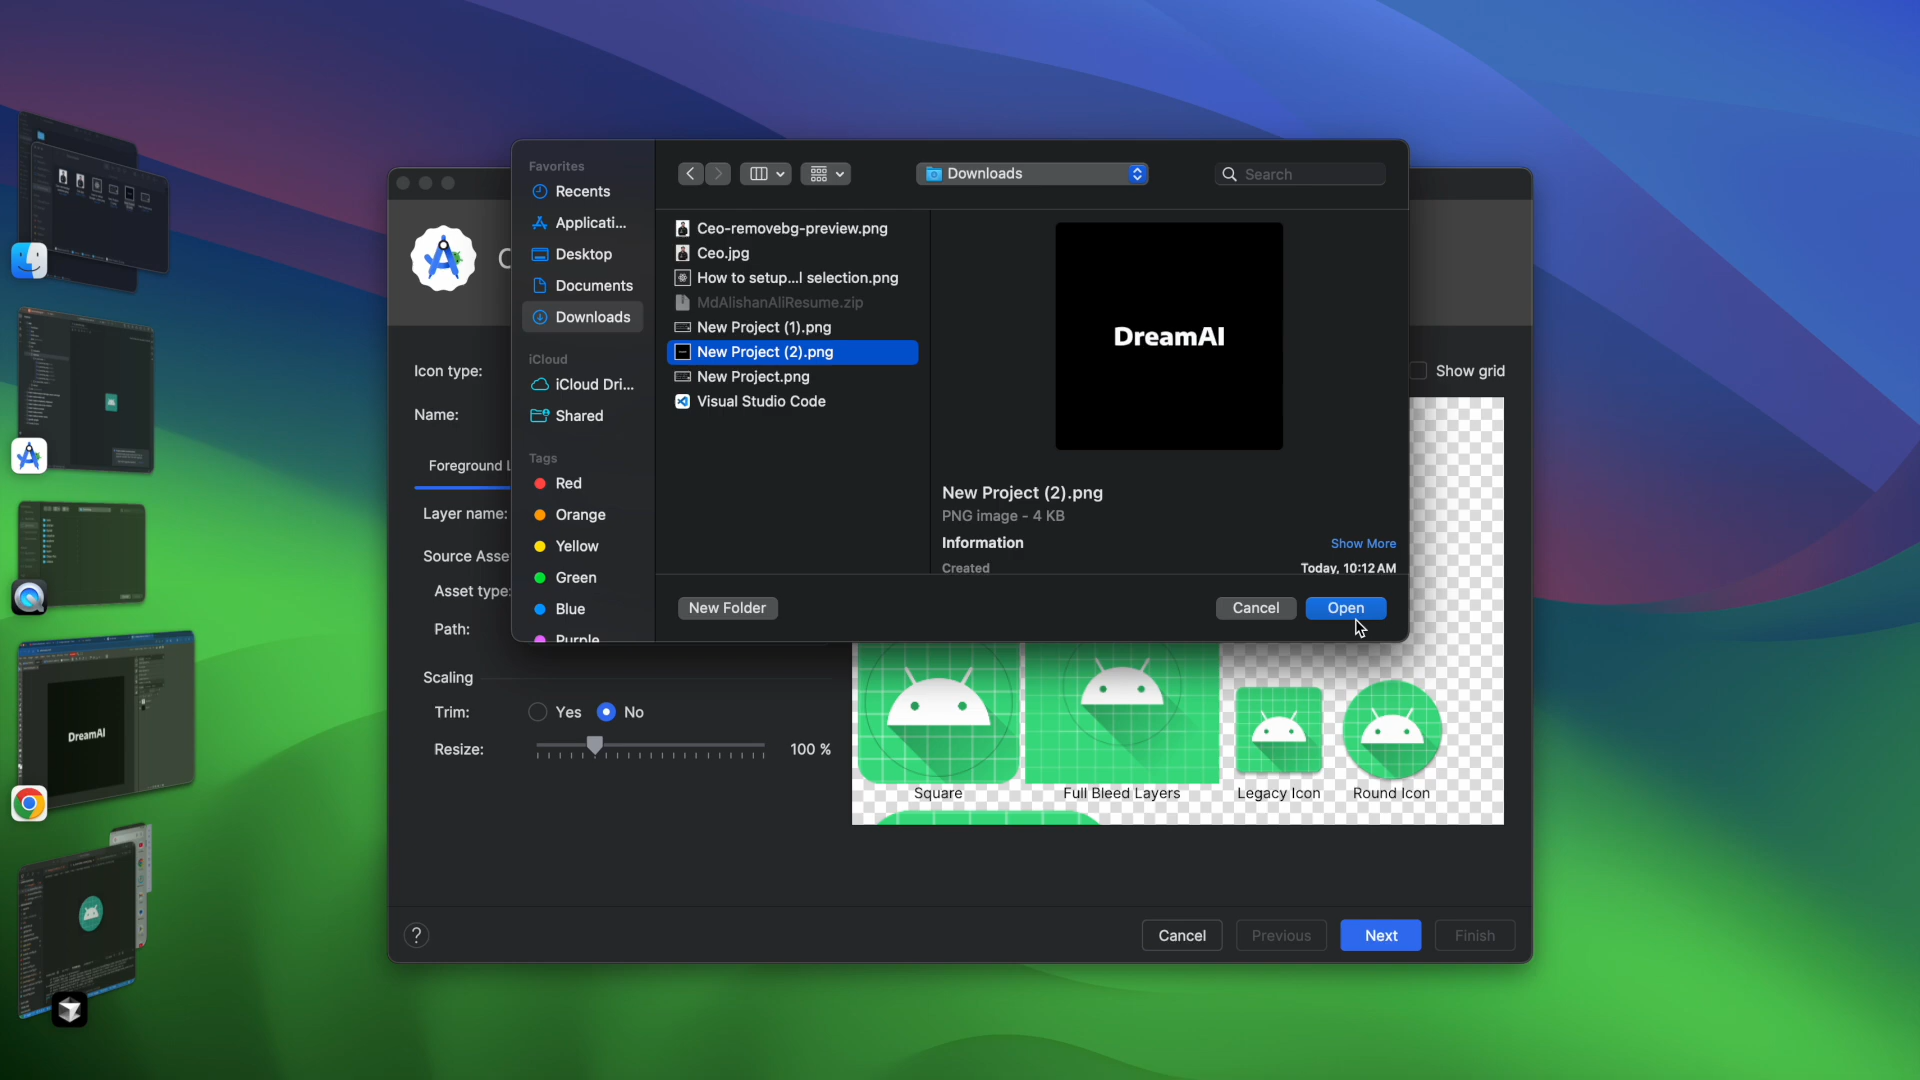 Favorites
Recents
Applicati...
Desktop
Documents
Downloads
iCloud
iCloud Dri...
Shared
Tags
Red
Orange
Yellow
Green
Blue
Purple
Downloads
Search
Ceo-removebg-preview.png
Ceo.jpg
How to setup...l selection.png
MdAlishanAliResume.zip
New Project (1).png
New Project (2).png
New Project.png
Visual Studio Code
DreamAI
New Project (2).png
PNG image - 4 KB
Information
Show More
Created
Today, 10:12 AM
New Folder
Cancel
Open
Icon type:
Show grid
Name:
Foreground L
Layer name:
Source Asse
Asset type:
Path:
Scaling
Trim:
Yes
No
Resize:
100 %
Square
Full Bleed Layers
Legacy Icon
Round Icon
?
Cancel
Previous
Next
Finish
DreamAI